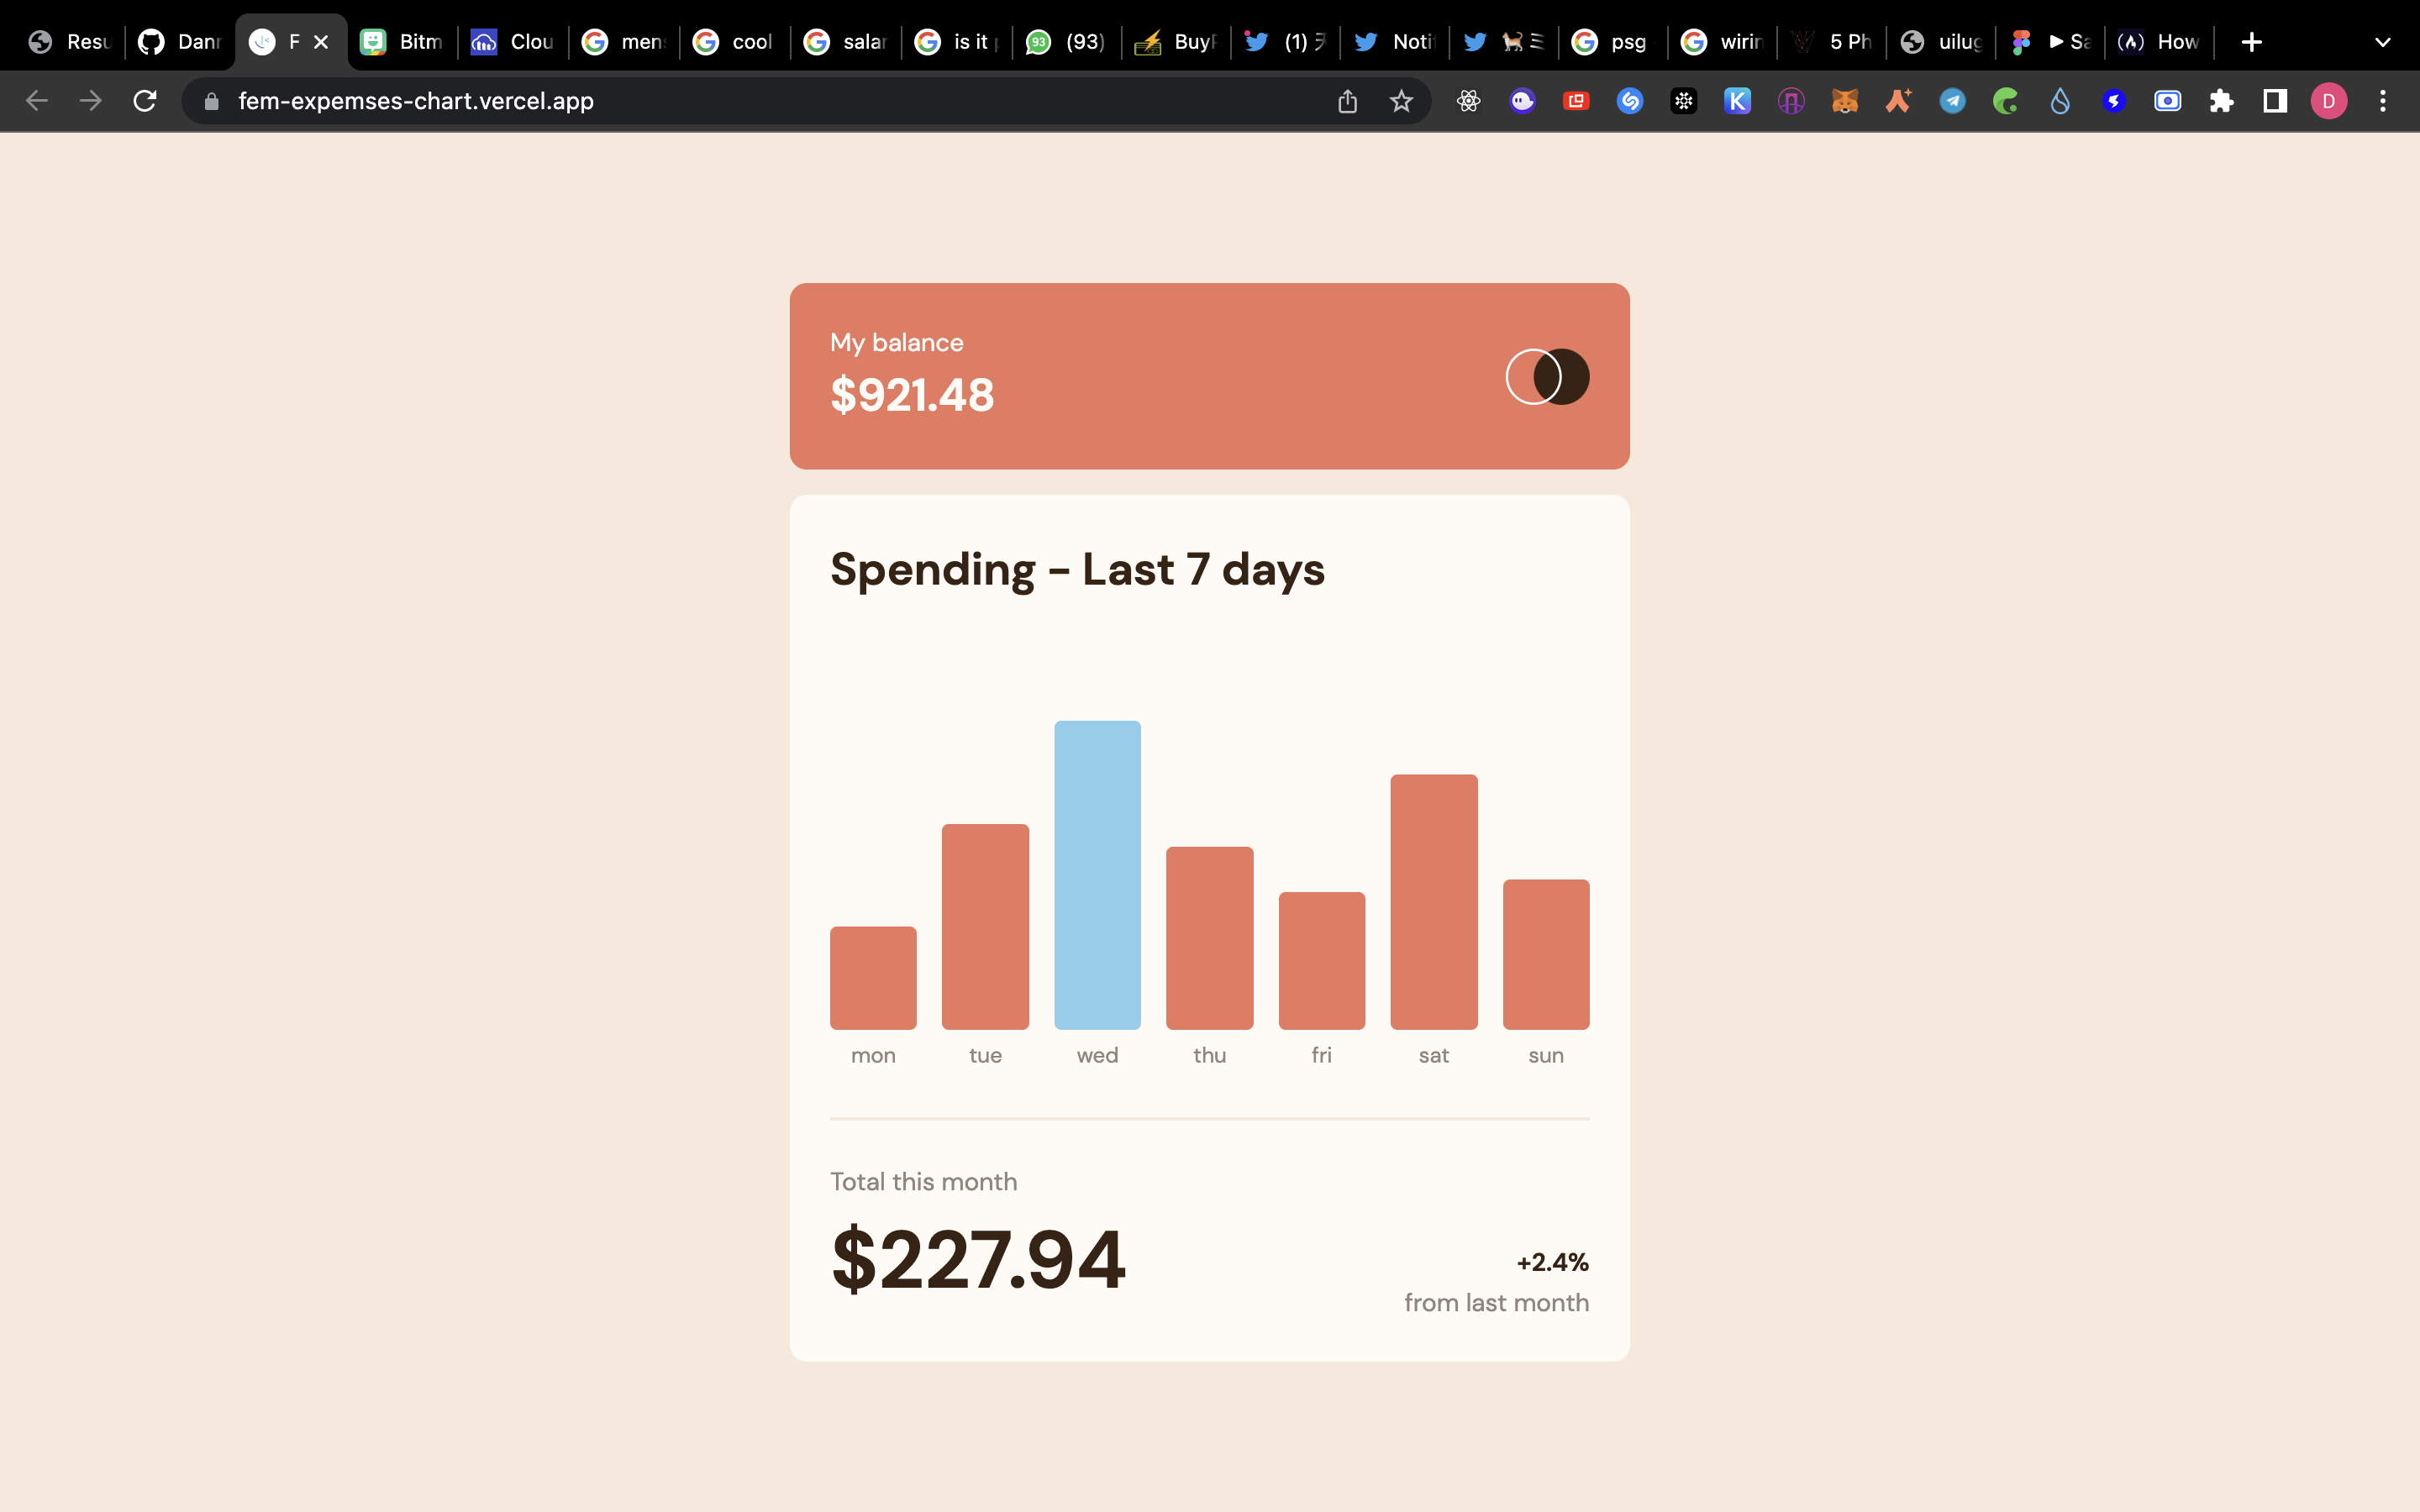 Resu
Danr
F
Bitm
Clou
men
cool
salar
is it
(93)
Buy
(1)
Noti
psg
wirin
5 Ph
uilug
Sa
How
fem-expemses-chart.vercel.app
K
D
My balance
$921.48
Spending - Last 7 days
mon tue wed thu fri sat sun
Total this month
$227.94
+2.4%
from last month